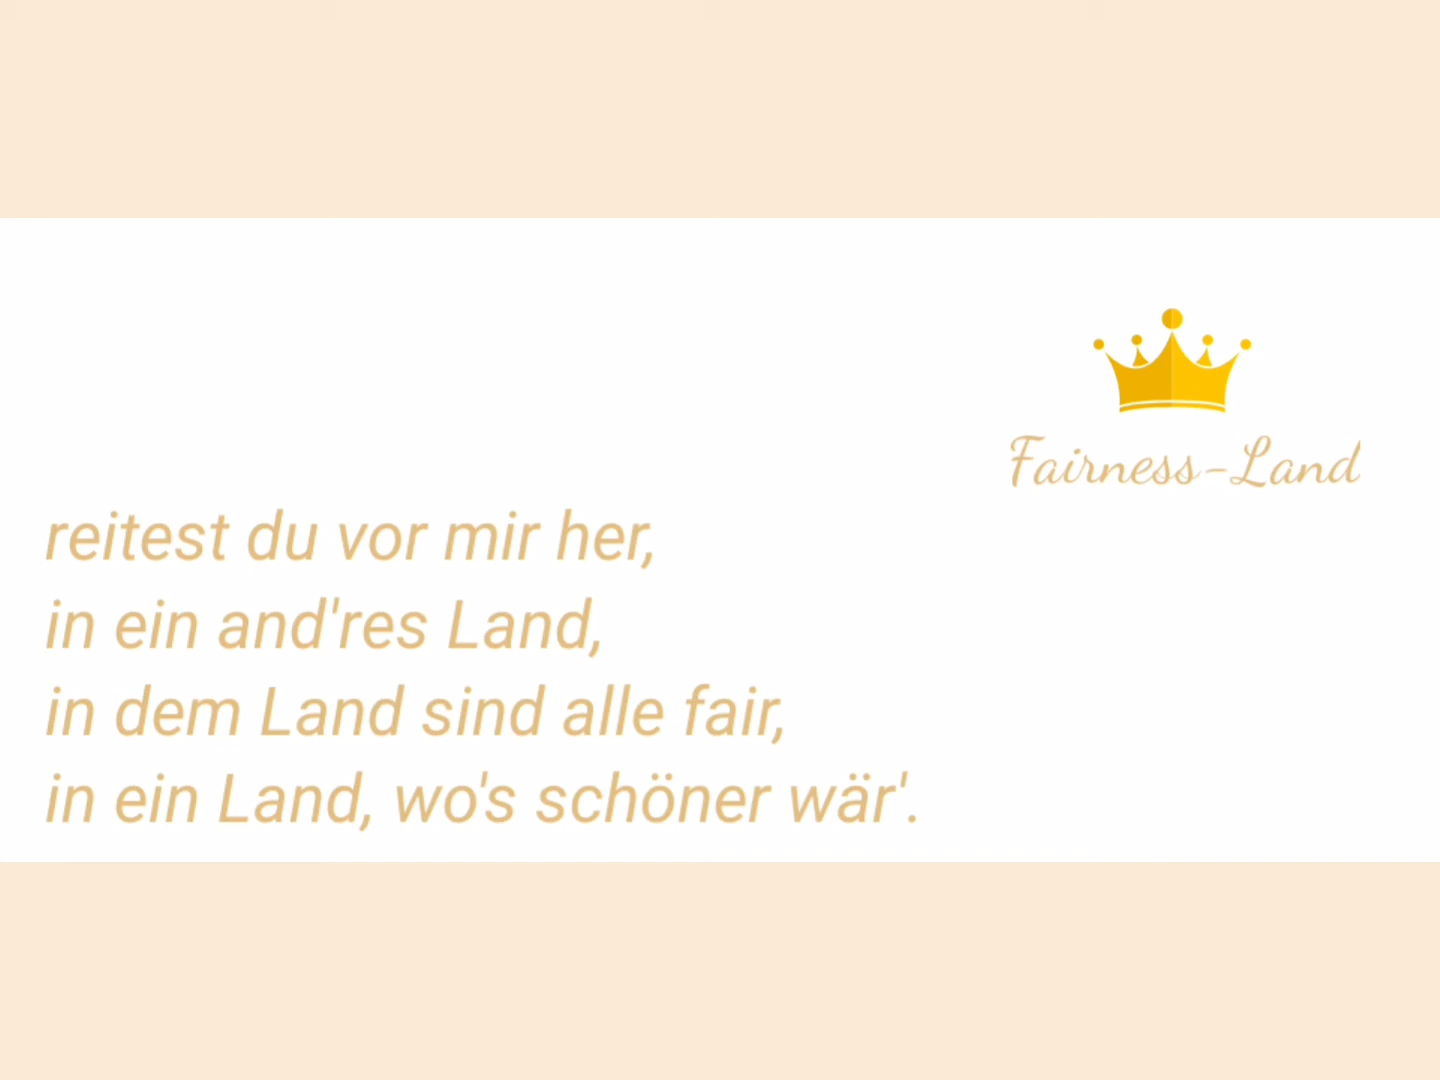 Fairness-Land
reitest du vor mir her,
in ein and'res Land,
in dem Land sind alle fair,
in ein Land, wo's schöner wär'.